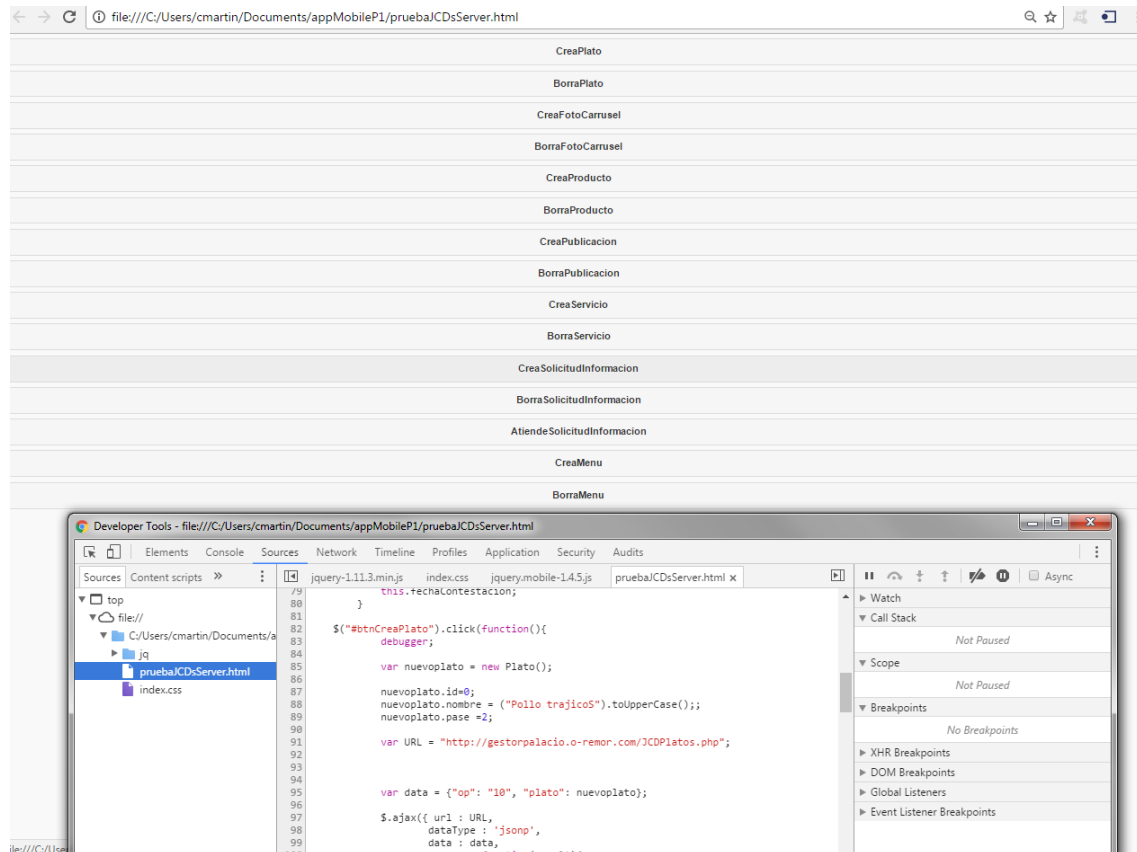 file:///C:/Users/cmartin/Documents/appMobileP1/pruebaJCDsServer.html
CreaPlato
BorraPlato
CreaFotoCarrusel
BorraFotoCarrusel
CreaProducto
BorraProducto
CreaPublicacion
BorraPublicacion
CreaServicio
BorraServicio
CreaSolicitudInformacion
BorraSolicitudInformacion
AtiendeSolicitudInformacion
CreaMenu
BorraMenu
Developer Tools - file:///C:/Users/cmartin/Documents/appMobileP1/pruebaJCDsServer.html
Elements Console Sources Network Timeline Profiles Application Security Audits
Sources Content scripts »
jquery-1.11.3.min.js index.css jquery.mobile-1.4.5.js pruebaJCDsServer.html ×
Async
top
file://
C:/Users/cmartin/Documents/a
jq
pruebaJCDsServer.html
index.css
79 this.fechaContestacion;
80 }
81
82 $("#btnCreaPlato").click(function(){
83 debugger;
84
85 var nuevoplato = new Plato();
86
87 nuevoplato.id=0;
88 nuevoplato.nombre = ("Pollo trajicoS").toUpperCase();;
89 nuevoplato.pase =2;
90
91 var URL = "http://gestorpalacio.o-remor.com/JCDPlatos.php";
92
93
94
95 var data = {"op": "10", "plato": nuevoplato};
96
97 $.ajax({ url : URL,
98 dataType : 'jsonp',
99 data : data,
Watch
Call Stack
Not Paused
Scope
Not Paused
Breakpoints
No Breakpoints
XHR Breakpoints
DOM Breakpoints
Global Listeners
Event Listener Breakpoints